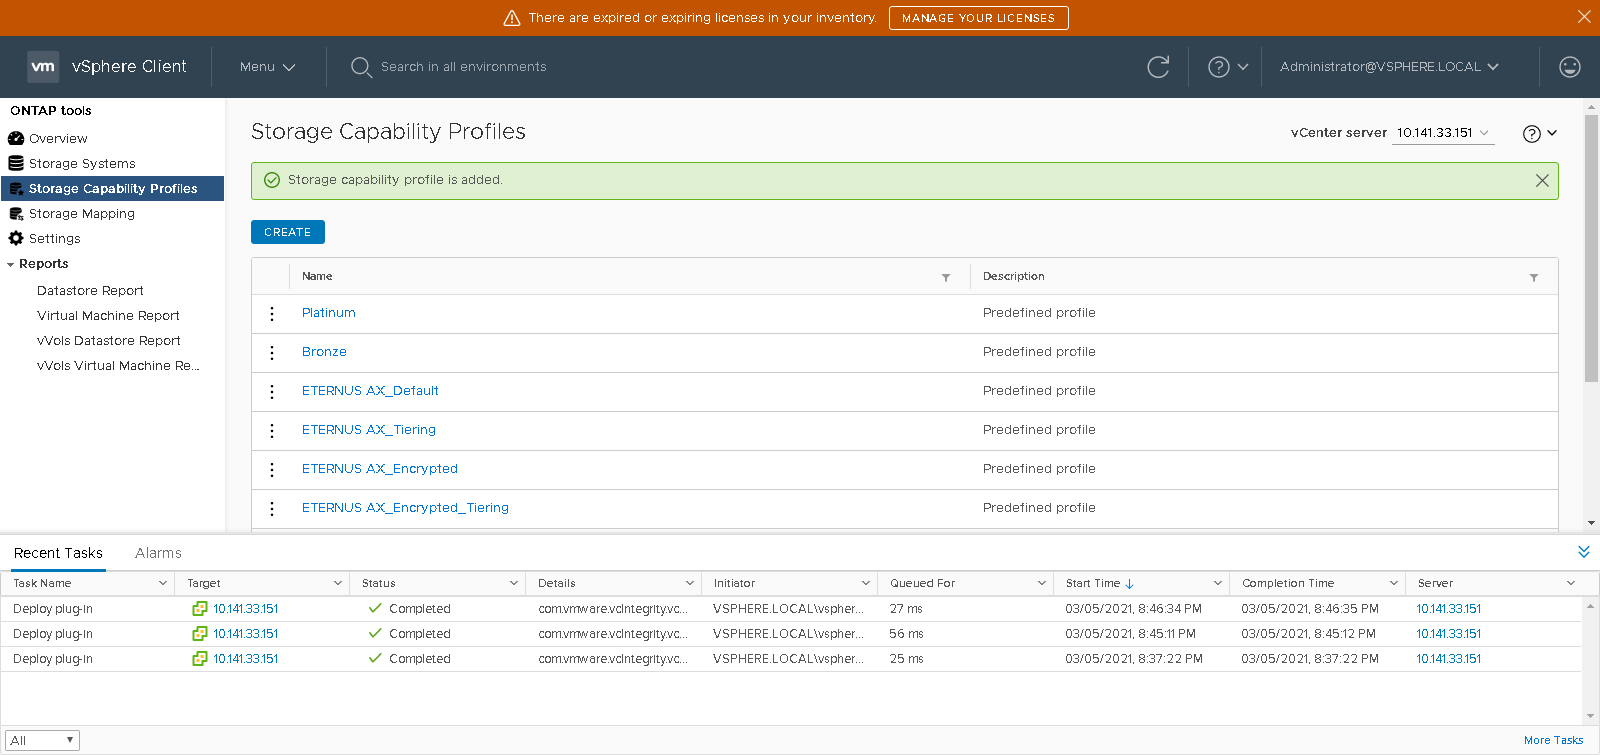 There are expired or expiring licenses in your inventory. MANAGE YOUR LICENSES
vm vSphere Client Menu Search in all environments Administrator@VSPHERE.LOCAL
ONTAP tools
Overview
Storage Systems
Storage Capability Profiles
Storage Mapping
Settings
Reports
Datastore Report
Virtual Machine Report
vVols Datastore Report
vVols Virtual Machine Re...
Storage Capability Profiles vCenter server 10.141.33.151
Storage capability profile is added.
CREATE
Name Description
Platinum Predefined profile
Bronze Predefined profile
ETERNUS AX_Default Predefined profile
ETERNUS AX_Tiering Predefined profile
ETERNUS AX_Encrypted Predefined profile
ETERNUS AX_Encrypted_Tiering Predefined profile
Recent Tasks Alarms
Task Name Target Status Details Initiator Queued For Start Time Completion Time Server
Deploy plug-in 10.141.33.151 Completed com.vmware.vcIntegrity.vc... VSPHERE.LOCAL\vspher... 27 ms 03/05/2021, 8:46:34 PM 03/05/2021, 8:46:35 PM 10.141.33.151
Deploy plug-in 10.141.33.151 Completed com.vmware.vcIntegrity.vc... VSPHERE.LOCAL\vspher... 56 ms 03/05/2021, 8:45:11 PM 03/05/2021, 8:45:12 PM 10.141.33.151
Deploy plug-in 10.141.33.151 Completed com.vmware.vcIntegrity.vc... VSPHERE.LOCAL\vspher... 25 ms 03/05/2021, 8:37:22 PM 03/05/2021, 8:37:22 PM 10.141.33.151
All More Tasks